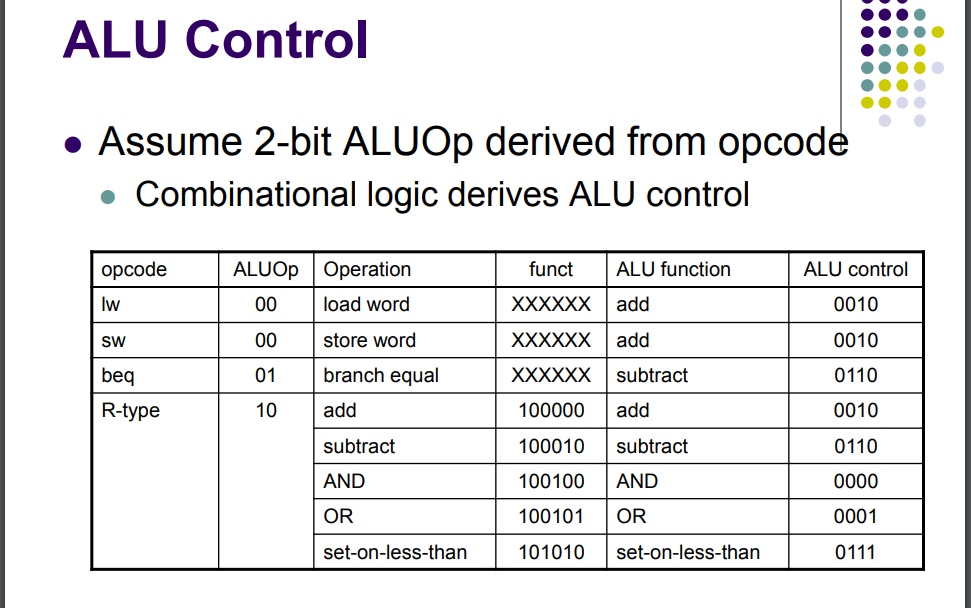 ALU Control
Assume 2-bit ALUOp derived from opcode
Combinational logic derives ALU control
opcode ALUOp Operation funct ALU function ALU control
lw 00 load word XXXXXX add 0010
sw 00 store word XXXXXX add 0010
beq 01 branch equal XXXXXX subtract 0110
R-type 10 add 100000 add 0010
subtract 100010 subtract 0110
AND 100100 AND 0000
OR 100101 OR 0001
set-on-less-than 101010 set-on-less-than 0111